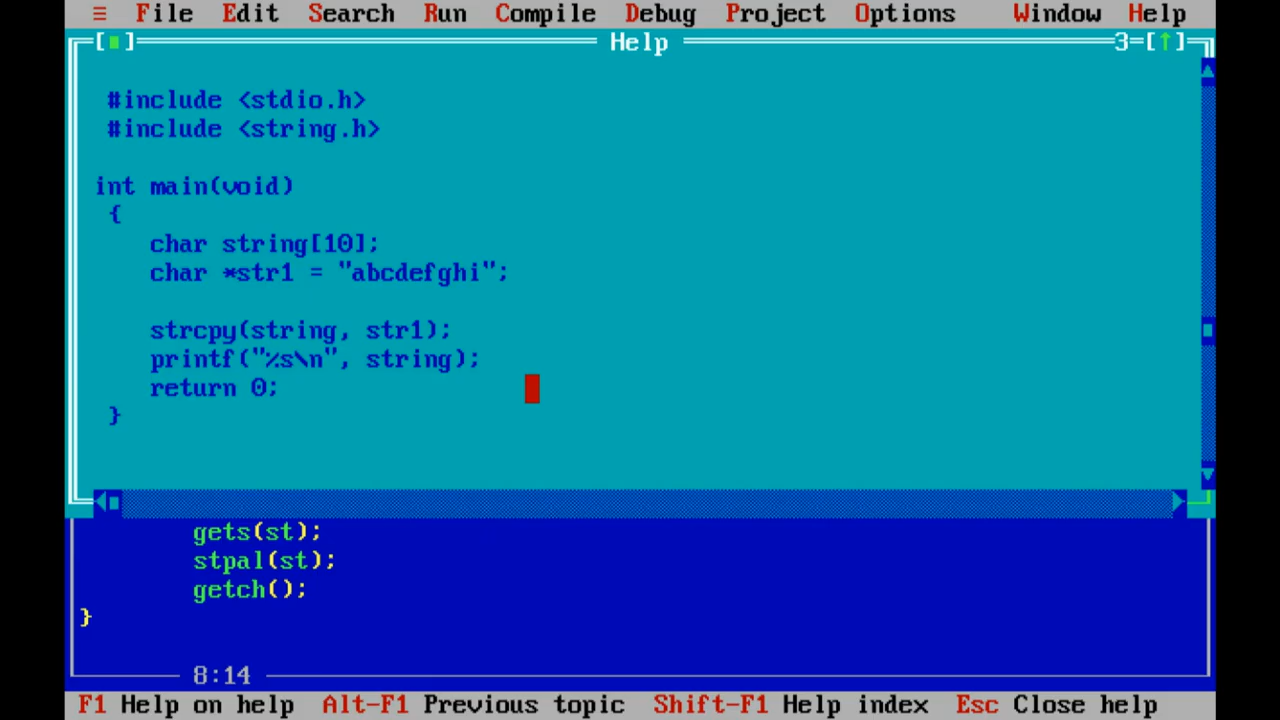 ≡ File Edit Search Run Compile Debug Project Options Window Help
[■] Help 3=[↑]
#include <stdio.h>
#include <string.h>
int main(void)
{
char string[10];
char *str1 = "abcdefghi";
strcpy(string, str1);
printf("%s\n", string);
return 0;
}
gets(st);
stpal(st);
getch();
}
8:14
F1 Help on help Alt-F1 Previous topic Shift-F1 Help index Esc Close help